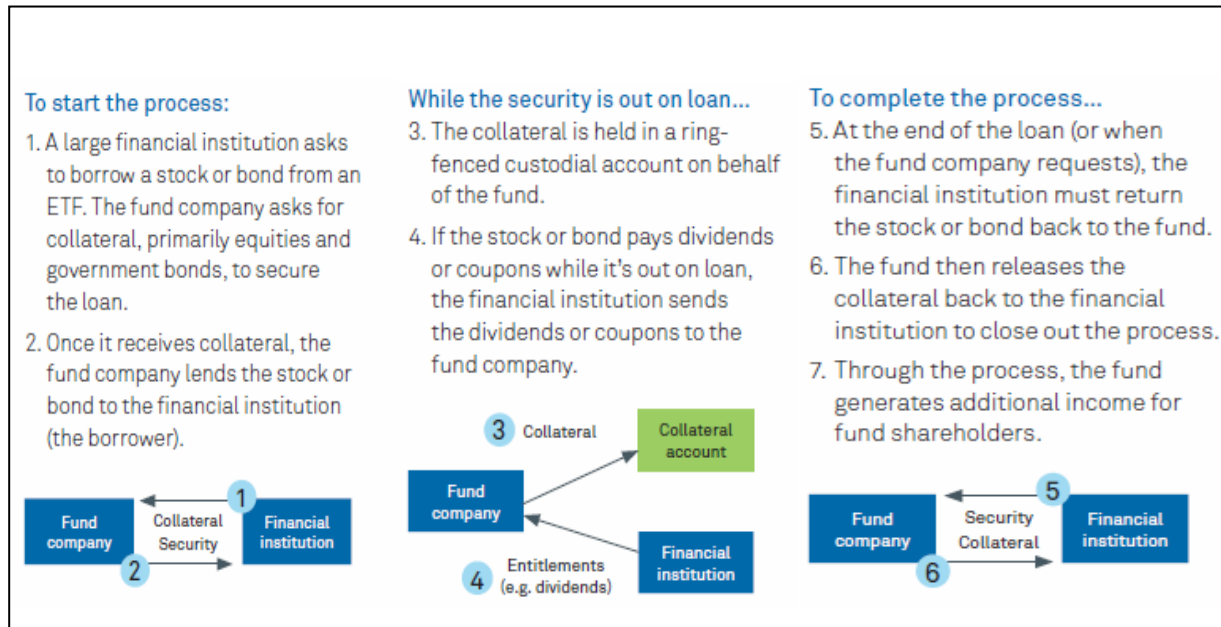 To start the process:
1. A large financial institution asks
to borrow a stock or bond from an
ETF. The fund company asks for
collateral, primarily equities and
government bonds, to secure
the loan.
2. Once it receives collateral, the
fund company lends the stock or
bond to the financial institution
(the borrower).
1
Fund
company
Collateral
Security
Financial
institution
2
While the security is out on loan...
3. The collateral is held in a ring-
fenced custodial account on behalf
of the fund.
4. If the stock or bond pays dividends
or coupons while it's out on loan,
the financial institution sends
the dividends or coupons to the
fund company.
3 Collateral
Collateral
account
Fund
company
Financial
institution
4 Entitlements
(e.g. dividends)
To complete the process...
5. At the end of the loan (or when
the fund company requests), the
financial institution must return
the stock or bond back to the fund.
6. The fund then releases the
collateral back to the financial
institution to close out the process.
7. Through the process, the fund
generates additional income for
fund shareholders.
5
Fund
company
Security
Collateral
Financial
institution
6